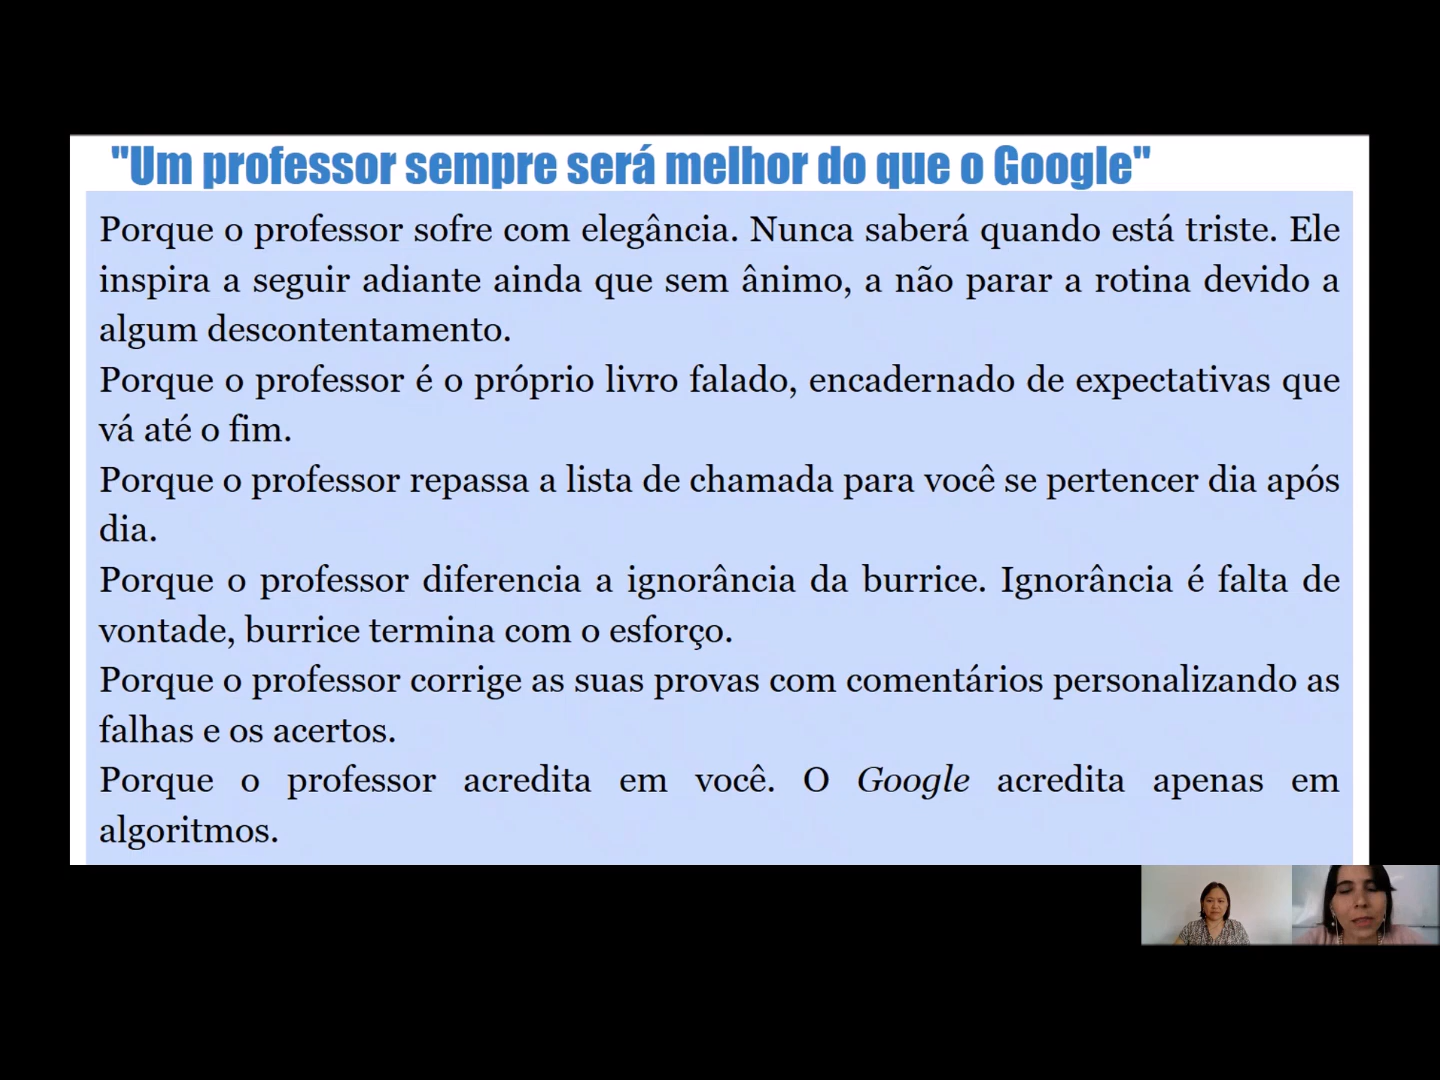 "Um professor sempre será melhor do que o Google"
Porque o professor sofre com elegância. Nunca saberá quando está triste. Ele
inspira a seguir adiante ainda que sem ânimo, a não parar a rotina devido a
algum descontentamento.
Porque o professor é o próprio livro falado, encadernado de expectativas que
vá até o fim.
Porque o professor repassa a lista de chamada para você se pertencer dia após
dia.
Porque o professor diferencia a ignorância da burrice. Ignorância é falta de
vontade, burrice termina com o esforço.
Porque o professor corrige as suas provas com comentários personalizando as
falhas e os acertos.
Porque o professor acredita em você. O Google acredita apenas em
algoritmos.